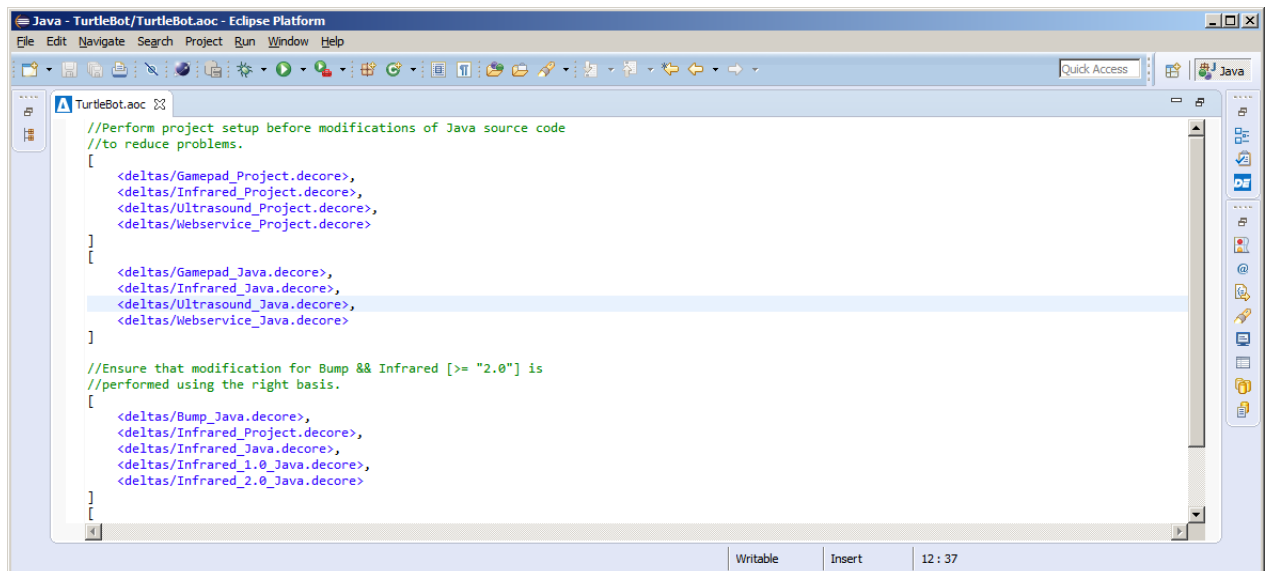 Java - TurtleBot/TurtleBot.aoc - Eclipse Platform
File Edit Navigate Search Project Run Window Help
Quick Access
Java
TurtleBot.aoc
//Perform project setup before modifications of Java source code
//to reduce problems.
[
<deltas/Gamepad_Project.decore>,
<deltas/Infrared_Project.decore>,
<deltas/Ultrasound_Project.decore>,
<deltas/Webservice_Project.decore>
]
[
<deltas/Gamepad_Java.decore>,
<deltas/Infrared_Java.decore>,
<deltas/Ultrasound_Java.decore>,
<deltas/Webservice_Java.decore>
]
//Ensure that modification for Bump && Infrared [>= "2.0"] is
//performed using the right basis.
[
<deltas/Bump_Java.decore>,
<deltas/Infrared_Project.decore>,
<deltas/Infrared_Java.decore>,
<deltas/Infrared_1.0_Java.decore>,
<deltas/Infrared_2.0_Java.decore>
]
[
Writable Insert 12 : 37